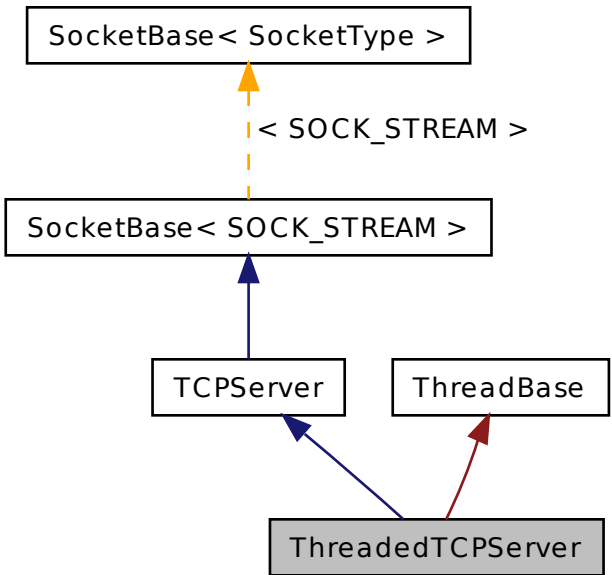 SocketBase< SocketType >
< SOCK_STREAM >
SocketBase< SOCK_STREAM >
TCPServer
ThreadBase
ThreadedTCPServer